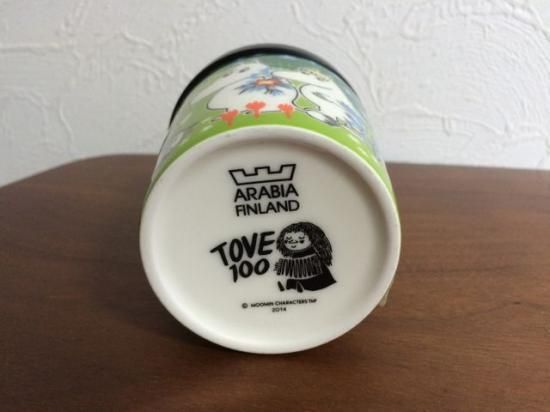 ARABIA
FINLAND
TOVE
100
© MOOMIN CHARACTERS TM
2014